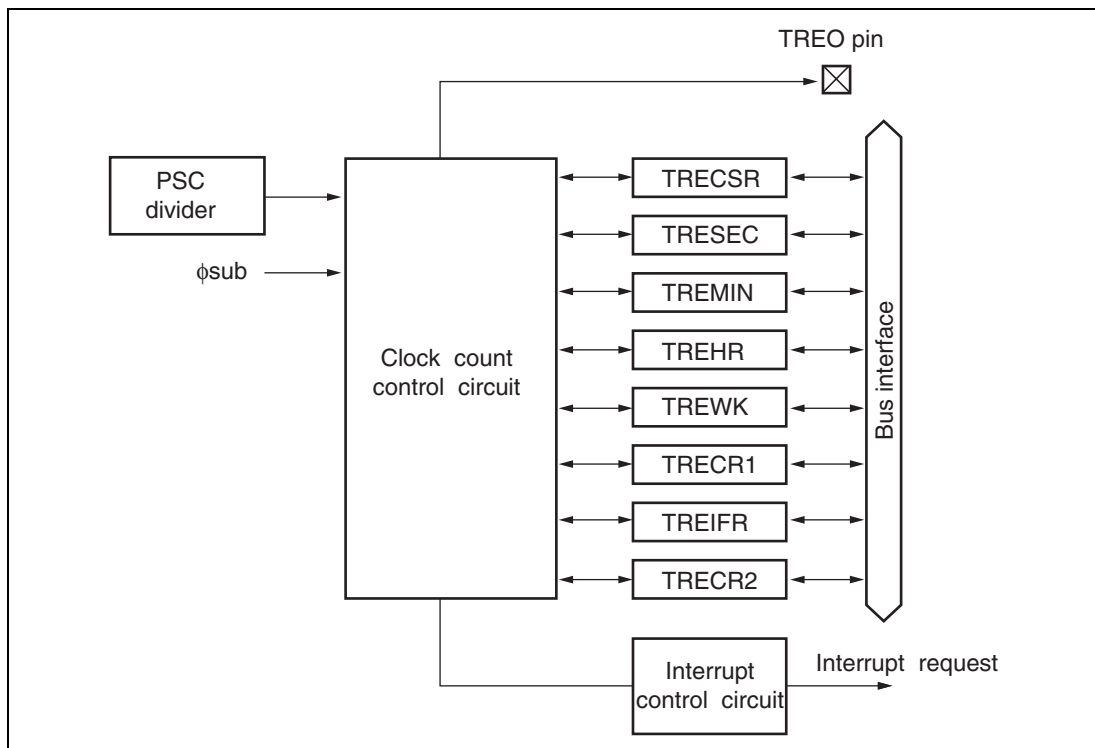 TREO pin
PSC
divider
ϕsub
Clock count
control circuit
TRECSR
TRESEC
TREMIN
TREHR
TREWK
TRECR1
TREIFR
TRECR2
Bus interface
Interrupt
control circuit
Interrupt request